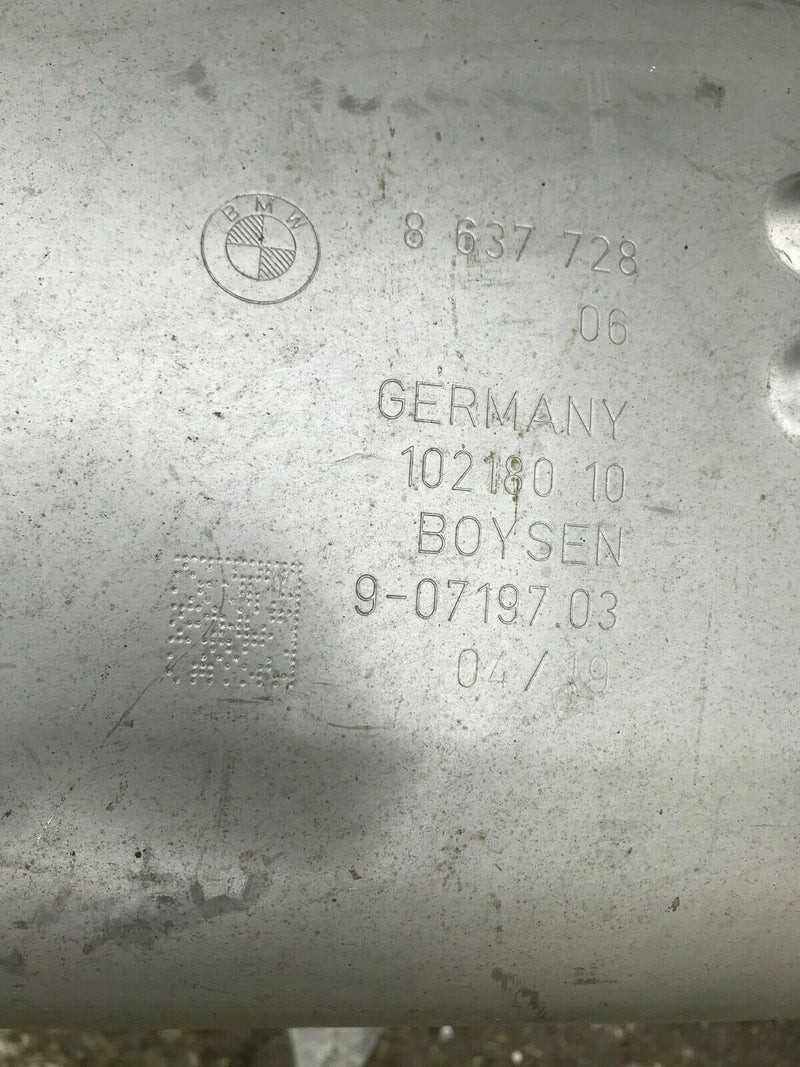 BMW
8 637 728
06
GERMANY
102180 10
BOYSEN
9-07197.03
04/19